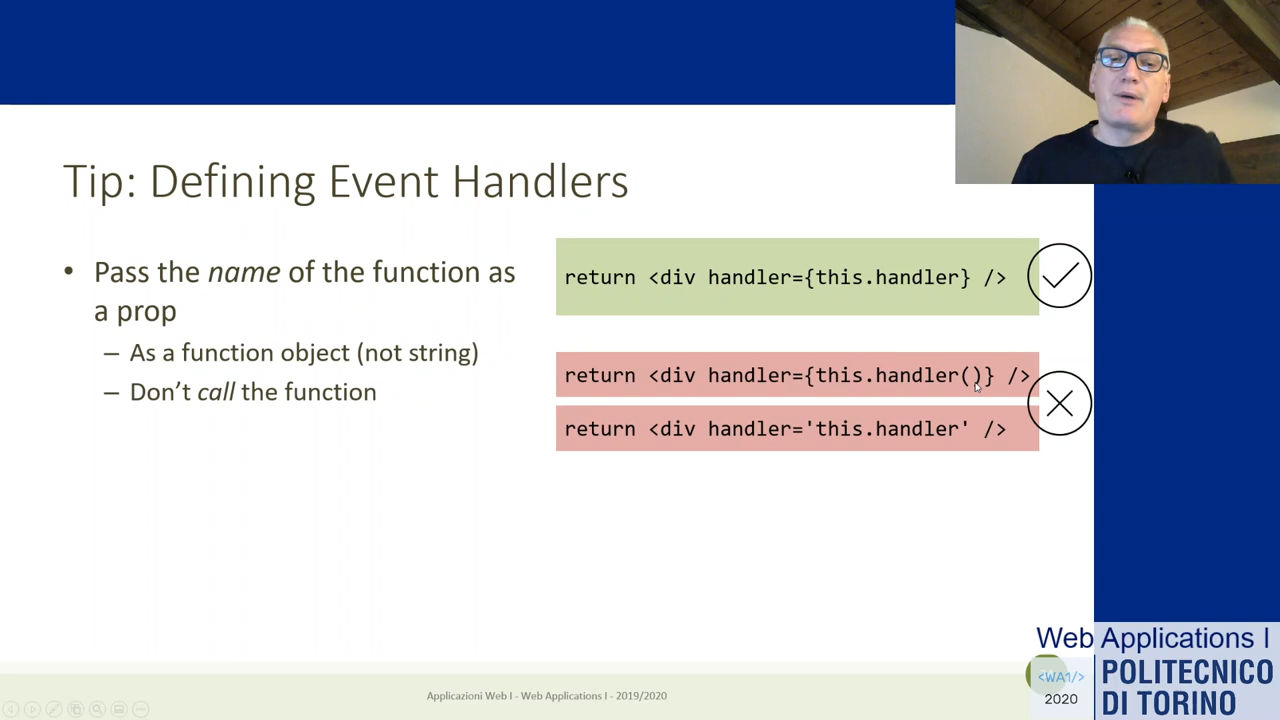 Tip: Defining Event Handlers
• Pass the name of the function as
a prop
– As a function object (not string)
– Don’t call the function
return <div handler={this.handler} />
return <div handler={this.handler()} />
return <div handler='this.handler' />
Applicazioni Web I - Web Applications I - 2019/2020
Web Applications I
<WA1/>
2020
POLITECNICO
DI TORINO